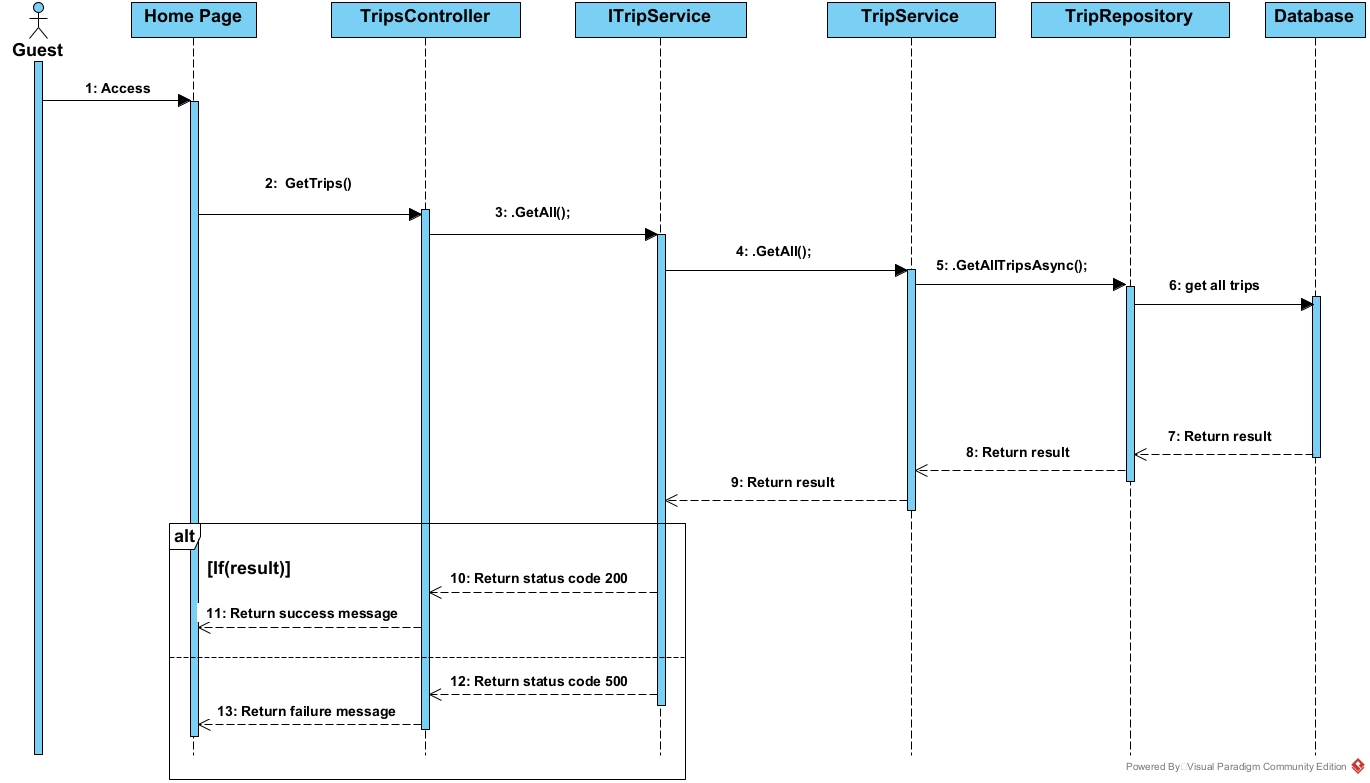 Guest
Home Page
TripsController
ITripService
TripService
TripRepository
Database
1: Access
2: GetTrips()
3: .GetAll();
4: .GetAll();
5: .GetAllTripsAsync();
6: get all trips
7: Return result
8: Return result
9: Return result
alt
[If(result)]
10: Return status code 200
11: Return success message
12: Return status code 500
13: Return failure message
Powered By Visual Paradigm Community Edition